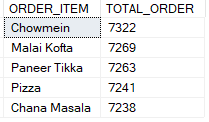 ORDER_ITEM TOTAL_ORDER
Chowmein 7322
Malai Kofta 7269
Paneer Tikka 7263
Pizza 7241
Chana Masala 7238